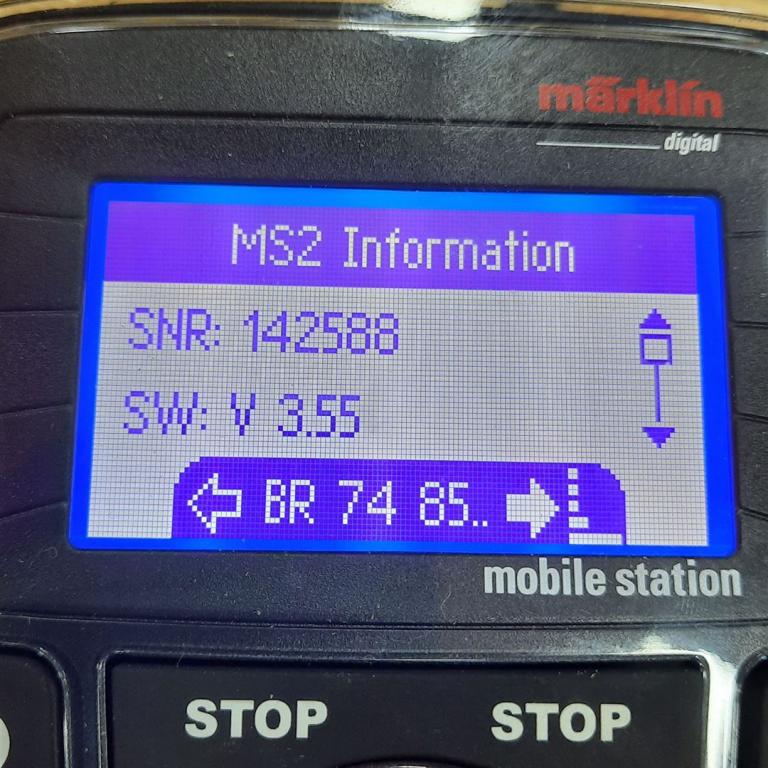 märklin
digital
MS2 Information
SNR: 142588
SW: V 3.55
BR 74 85..
mobile station
STOP STOP